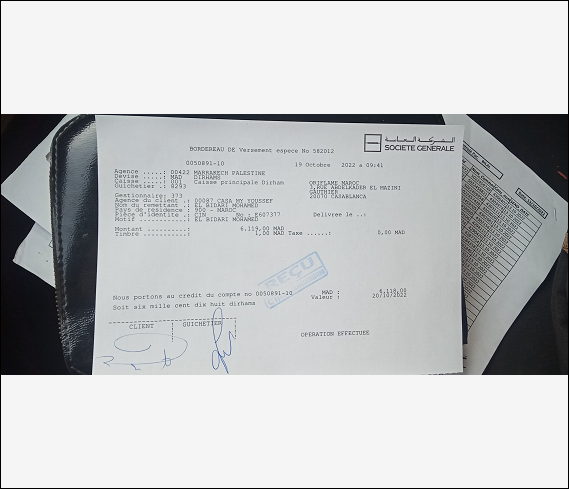 الشركة العامة
SOCIETE GENERALE
BORDEREAU DE Versement espece No 582012
0050891-10 19 Octobre 2022 a 09:41
Agence .....: 00422 MARRAKECH PALESTINE
Devise .....: MAD DIRHAMS
Caisse .....: 001 Caisse principale Dirham
Guichetier .: 8293
ORIFLAME MAROC
3,RUE ABDELKADER EL MAZINI
GAUTHIER
20070 CASABLANCA
Gestionnaire: 373
Agence du client .: 00087 CASA MY YOUSSEF
Nom du remettant .: EL BIDARI MOHAMED
Pays de residence : 900 - MAROC
Pièce d'identite .: CIN No : E607377 Delivree le ..:
Motif ............: EL BIDARI MOHAMED
Montant ..........: 6,119.00 MAD
Timbre ...........: 1.00 MAD Taxe ......: 0.00 MAD
REÇU
Nous portons au credit du compte no 0050891-10 MAD : 6,118.00
Valeur : 20/10/2022
Soit six mille cent dix huit dirhams
CLIENT GUICHETIER
OPERATION EFFECTUEE